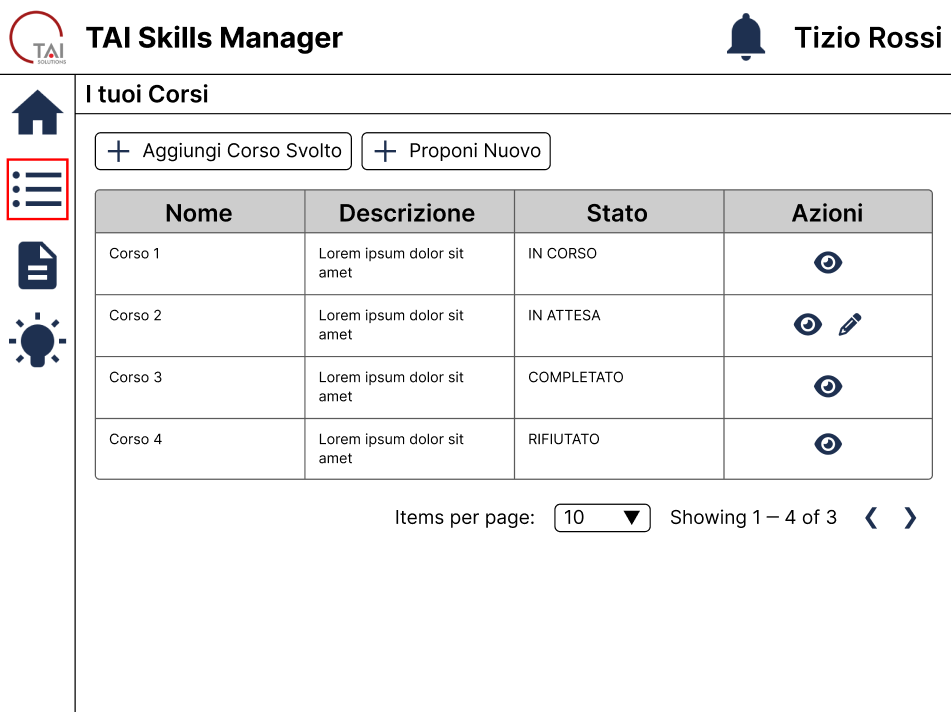 TAI
SOLUTIONS
TAI Skills Manager
Tizio Rossi
I tuoi Corsi
Aggiungi Corso Svolto
Proponi Nuovo
Nome Descrizione Stato Azioni
Corso 1 Lorem ipsum dolor sit IN CORSO
amet
Corso 2 Lorem ipsum dolor sit IN ATTESA
amet
Corso 3 Lorem ipsum dolor sit COMPLETATO
amet
Corso 4 Lorem ipsum dolor sit RIFIUTATO
amet
Items per page: 10 Showing 1 – 4 of 3